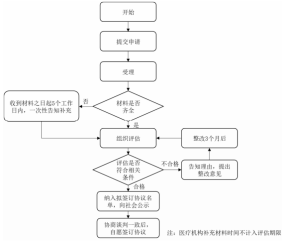 开始
提交申请
受理
材料是否
齐全
否
收到材料之日起5个工作
日内，一次性告知补充
是
组织评估
整改3个月后
评估是否
符合相关
条件
不合格
告知理由，提出
整改意见
合格
纳入拟签订协议名
单，向社会公示
协商谈判一致后，
自愿签订协议
注：医疗机构补充材料时间不计入评估期限